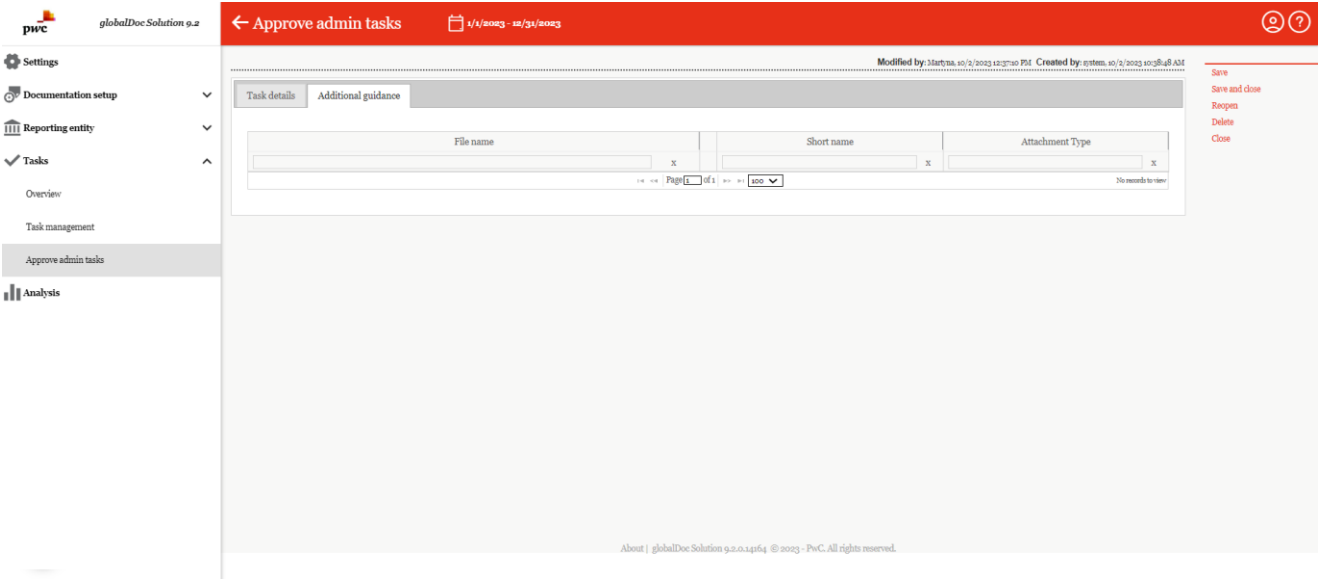 pwc globalDoc Solution 9.2 Approve admin tasks 1/1/2023 - 12/31/2023 ?
Settings
Modified by: Martyna, 10/2/2023 12:37:10 PM Created by: system, 10/2/2023 10:38:48 AM
Save
Documentation setup
Task details Additional guidance
Save and close
Reopen
Reporting entity
Delete
File name Short name Attachment Type
Close
Tasks
x x x
Page 1 of 1 100 No records to view
Overview
Task management
Approve admin tasks
Analysis
About | globalDoc Solution 9.2.0.14164 © 2023 - PwC. All rights reserved.